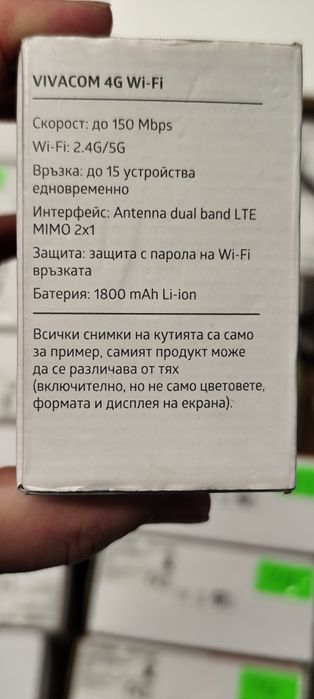 VIVACOM 4G Wi-Fi
Скорост: до 150 Mbps
Wi-Fi: 2.4G/5G
Връзка: до 15 устройства
едновременно
Интерфейс: Antenna dual band LTE
MIMO 2x1
Защита: защита с парола на Wi-Fi
връзката
Батерия: 1800 mAh Li-ion
Всички снимки на кутията са само
за пример, самият продукт може
да се различава от тях
(включително, но не само цветовете,
формата и дисплея на екрана).